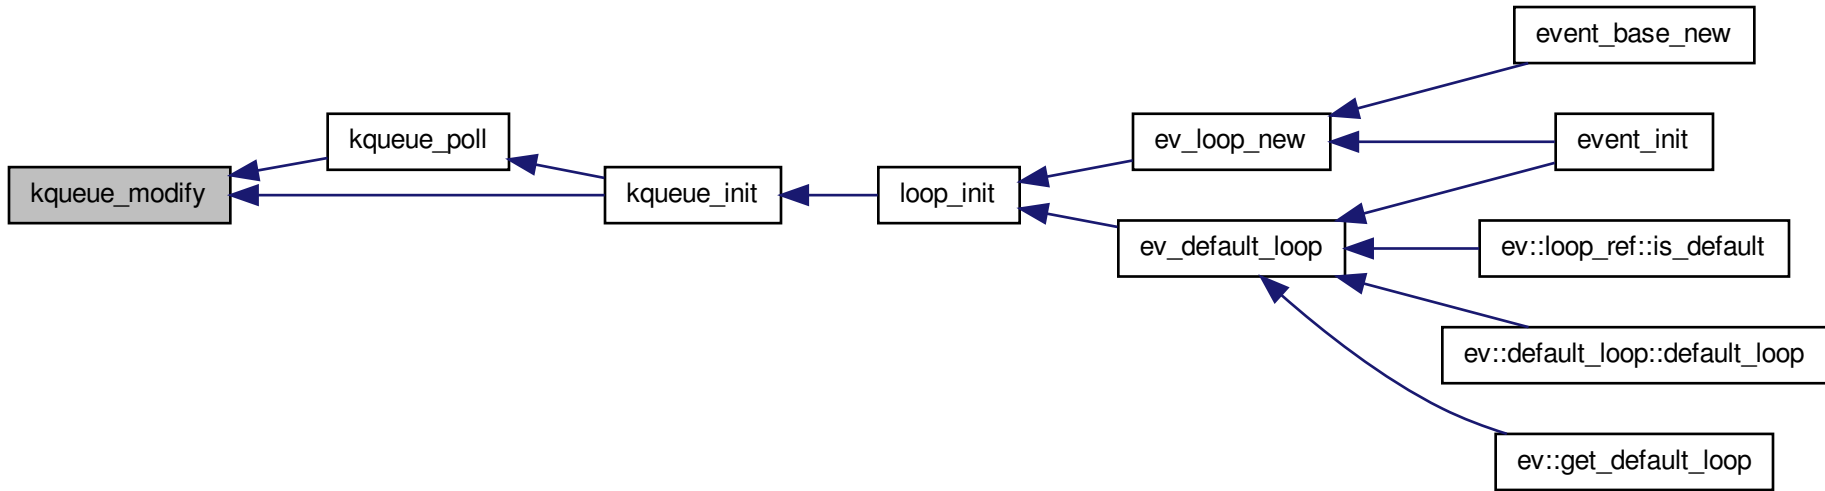 kqueue_modify
kqueue_poll
kqueue_init
loop_init
ev_loop_new
ev_default_loop
event_base_new
event_init
ev::loop_ref::is_default
ev::default_loop::default_loop
ev::get_default_loop